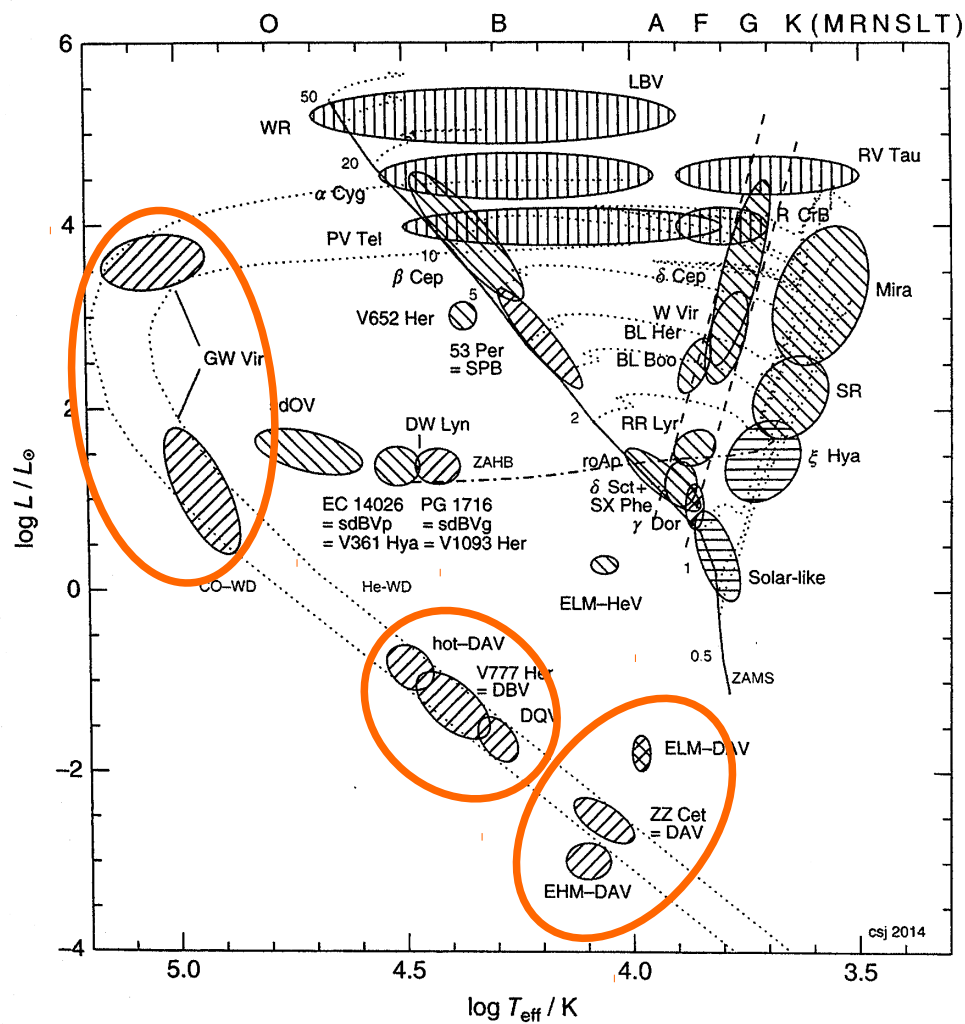 O B A F G K (M R N S L T)
6
LBV
50
WR
RV Tau
20
α Cyg
4
R CrB
PV Tel
10
β Cep
δ Cep
5
Mira
W Vir
V652 Her
BL Her
53 Per
= SPB
GW Vir
BL Boo
SR
2
sdOV
2
DW Lyn
RR Lyr
ZAHB
roAp
ξ Hya
EC 14026
= sdBVp
= V361 Hya
PG 1716
= sdBVg
= V1093 Her
δ Sct+
SX Phe
γ Dor
log L / L☉
1
Solar-like
0
CO–WD
He–WD
ELM–HeV
hot–DAV
0.5
V777 Her
= DBV
ZAMS
DQV
ELM–DAV
−2
ZZ Cet
= DAV
EHM–DAV
csj 2014
−4
5.0 4.5 4.0 3.5
log Teff / K